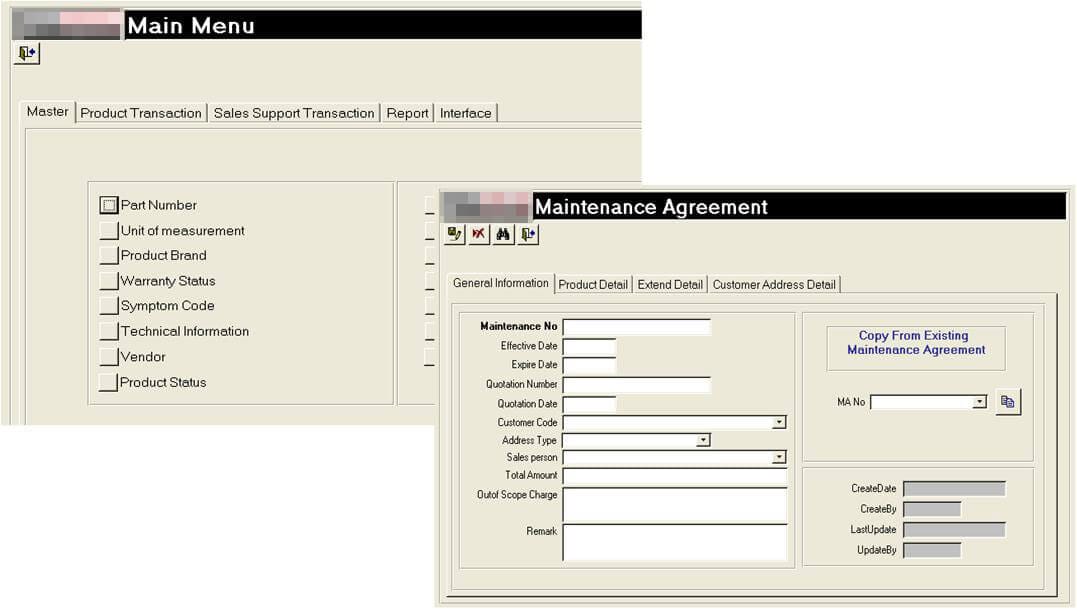 Main Menu
Master Product Transaction Sales Support Transaction Report Interface
Part Number
Unit of measurement
Product Brand
Warranty Status
Symptom Code
Technical Information
Vendor
Product Status
Maintenance Agreement
General Information Product Detail Extend Detail Customer Address Detail
Maintenance No
Effective Date
Expire Date
Quotation Number
Quotation Date
Customer Code
Address Type
Sales person
Total Amount
Outof Scope Charge
Remark
Copy From Existing
Maintenance Agreement
MA No
CreateDate
CreateBy
LastUpdate
UpdateBy